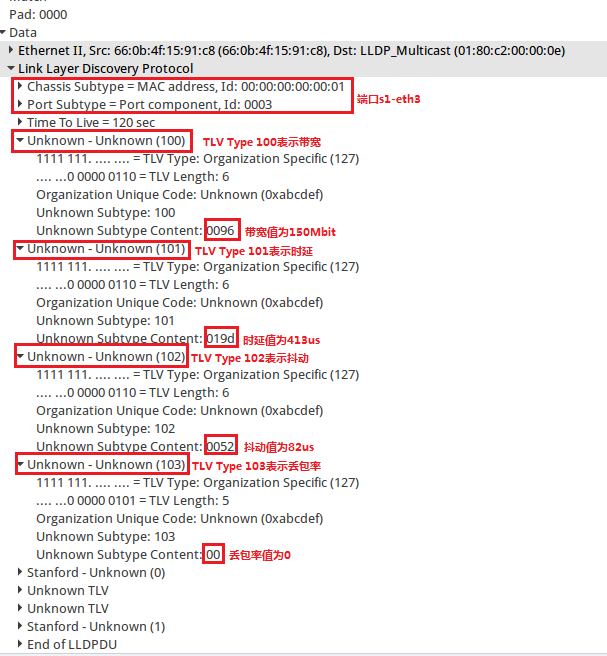 Pad: 0000
Data
Ethernet II, Src: 66:0b:4f:15:91:c8 (66:0b:4f:15:91:c8), Dst: LLDP_Multicast (01:80:c2:00:00:0e)
Link Layer Discovery Protocol
Chassis Subtype = MAC address, Id: 00:00:00:00:00:01
端口s1-eth3
Port Subtype = Port component, Id: 0003
Time To Live = 120 sec
Unknown - Unknown (100) TLV Type 100表示带宽
1111 111. .... .... = TLV Type: Organization Specific (127)
.... ...0 0000 0110 = TLV Length: 6
Organization Unique Code: Unknown (0xabcdef)
Unknown Subtype: 100
Unknown Subtype Content: 0096 带宽值为150Mbit
Unknown - Unknown (101) TLV Type 101表示时延
1111 111. .... .... = TLV Type: Organization Specific (127)
.... ...0 0000 0110 = TLV Length: 6
Organization Unique Code: Unknown (0xabcdef)
Unknown Subtype: 101
Unknown Subtype Content: 019d 时延值为413us
Unknown - Unknown (102) TLV Type 102表示抖动
1111 111. .... .... = TLV Type: Organization Specific (127)
.... ...0 0000 0110 = TLV Length: 6
Organization Unique Code: Unknown (0xabcdef)
Unknown Subtype: 102
Unknown Subtype Content: 0052 抖动值为82us
Unknown - Unknown (103) TLV Type 103表示丢包率
1111 111. .... .... = TLV Type: Organization Specific (127)
.... ...0 0000 0101 = TLV Length: 5
Organization Unique Code: Unknown (0xabcdef)
Unknown Subtype: 103
Unknown Subtype Content: 00 丢包率值为0
Stanford - Unknown (0)
Unknown TLV
Unknown TLV
Stanford - Unknown (1)
End of LLDPDU